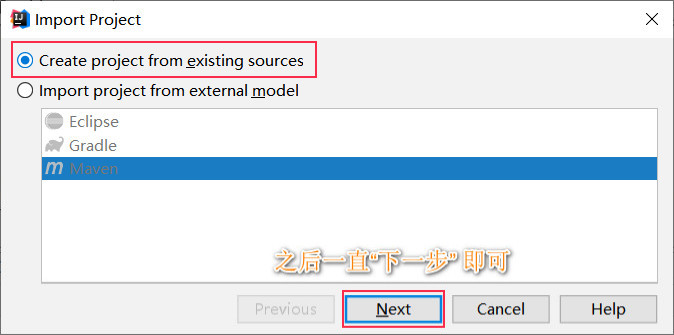 Import Project
Create project from existing sources
Import project from external model
Eclipse
Gradle
Maven
之后一直“下一步” 即可
Previous Next Cancel Help